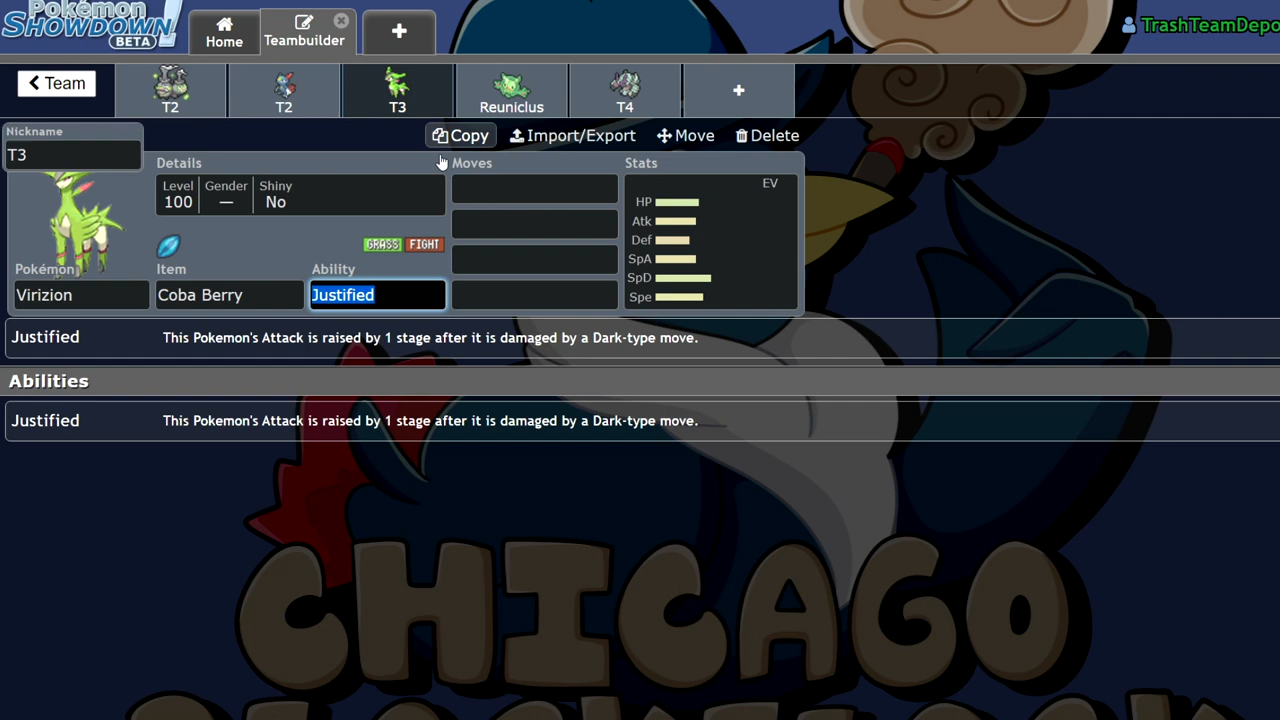 Pokémon
SHOWDOWN!
BETA
Home
Teambuilder
TrashTeamDepo
Team
T2
T2
T3
Reuniclus
T4
Nickname
T3
Copy
Import/Export
Move
Delete
Details
Moves
Stats
Level
Gender
Shiny
100
—
No
EV
HP
Atk
Def
SpA
SpD
Spe
GRASS
FIGHT
Pokémon
Item
Ability
Virizion
Coba Berry
Justified
Justified
This Pokemon's Attack is raised by 1 stage after it is damaged by a Dark-type move.
Abilities
Justified
This Pokemon's Attack is raised by 1 stage after it is damaged by a Dark-type move.
CHICAGO